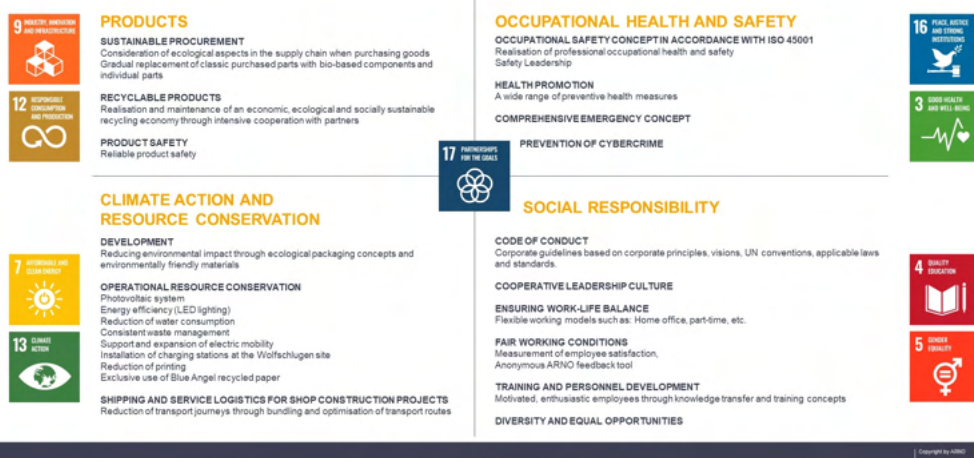 9 INDUSTRY, INNOVATION
AND INFRASTRUCTURE
12 RESPONSIBLE
CONSUMPTION
AND PRODUCTION
PRODUCTS
SUSTAINABLE PROCUREMENT
Consideration of ecological aspects in the supply chain when purchasing goods
Gradual replacement of classic purchased parts with bio-based components and
individual parts
RECYCLABLE PRODUCTS
Realisation and maintenance of an economic, ecological and socially sustainable
recycling economy through intensive cooperation with partners
PRODUCT SAFETY
Reliable product safety
OCCUPATIONAL HEALTH AND SAFETY
OCCUPATIONAL SAFETY CONCEPT IN ACCORDANCE WITH ISO 45001
Realisation of professional occupational health and safety
Safety Leadership
HEALTH PROMOTION
A wide range of preventive health measures
COMPREHENSIVE EMERGENCY CONCEPT
PREVENTION OF CYBERCRIME
16 PEACE, JUSTICE
AND STRONG
INSTITUTIONS
3 GOOD HEALTH
AND WELL-BEING
17 PARTNERSHIPS
FOR THE GOALS
CLIMATE ACTION AND
RESOURCE CONSERVATION
DEVELOPMENT
Reducing environmental impact through ecological packaging concepts and
environmentally friendly materials
OPERATIONAL RESOURCE CONSERVATION
Photovoltaic system
Energy efficiency (LED lighting)
Reduction of water consumption
Consistent waste management
Support and expansion of electric mobility
Installation of charging stations at the Wolfschlugen site
Reduction of printing
Exclusive use of Blue Angel recycled paper
SHIPPING AND SERVICE LOGISTICS FOR SHOP CONSTRUCTION PROJECTS
Reduction of transport journeys through bundling and optimisation of transport routes
7 AFFORDABLE AND
CLEAN ENERGY
13 CLIMATE
ACTION
SOCIAL RESPONSIBILITY
CODE OF CONDUCT
Corporate guidelines based on corporate principles, visions, UN conventions, applicable laws
and standards.
COOPERATIVE LEADERSHIP CULTURE
ENSURING WORK-LIFE BALANCE
Flexible working models such as: Home office, part-time, etc.
FAIR WORKING CONDITIONS
Measurement of employee satisfaction,
Anonymous ARNO feedback tool
TRAINING AND PERSONNEL DEVELOPMENT
Motivated, enthusiastic employees through knowledge transfer and training concepts
DIVERSITY AND EQUAL OPPORTUNITIES
4 QUALITY
EDUCATION
5 GENDER
EQUALITY
| Copyright by ARNO